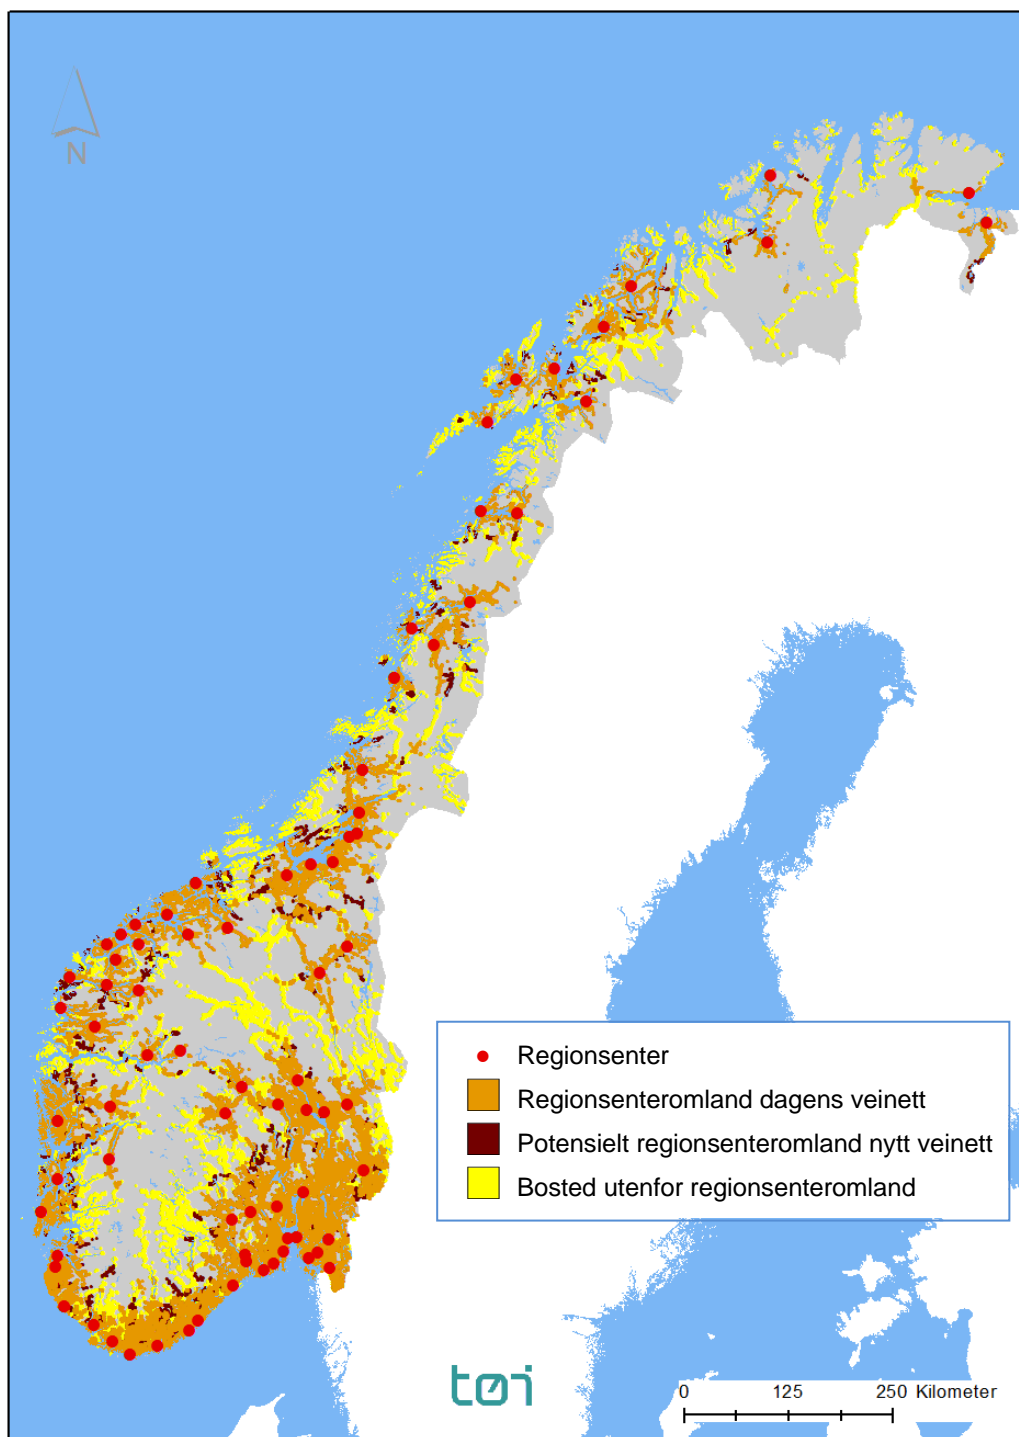 N
Regionsenter
Regionsenteromland dagens veinett
Potensielt regionsenteromland nytt veinett
Bosted utenfor regionsenteromland
tøi
0 125 250 Kilometer